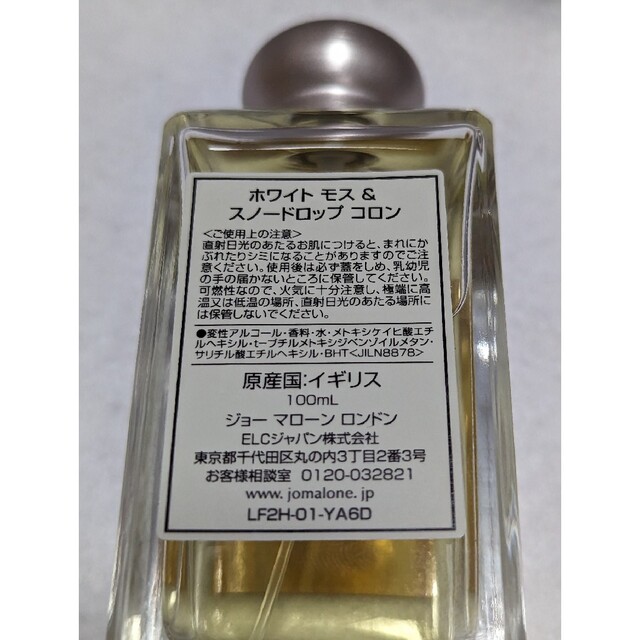 ホワイト モス &
スノードロップ コロン
<ご使用上の注意>
直射日光のあたるお肌につけると、まれにか
ぶれたりシミになることがありますのでご注
意ください。使用後は必ず蓋をしめ、乳幼児
の手の届かないところに保管してください。
可燃性なので、火気に十分注意し、極端に高
温又は低温の場所、直射日光のあたる場所に
は保管しないでください。
●変性アルコール・香料・水・メトキシケイヒ酸エチ
ルヘキシル・t-ブチルメトキシジベンゾイルメタン・
サリチル酸エチルヘキシル・BHT<JILN8878>
原産国:イギリス
100mL
ジョー マローン ロンドン
ELCジャパン株式会社
東京都千代田区丸の内3丁目2番3号
お客様相談室 0120-032821
www.jomalone.jp
LF2H-01-YA6D